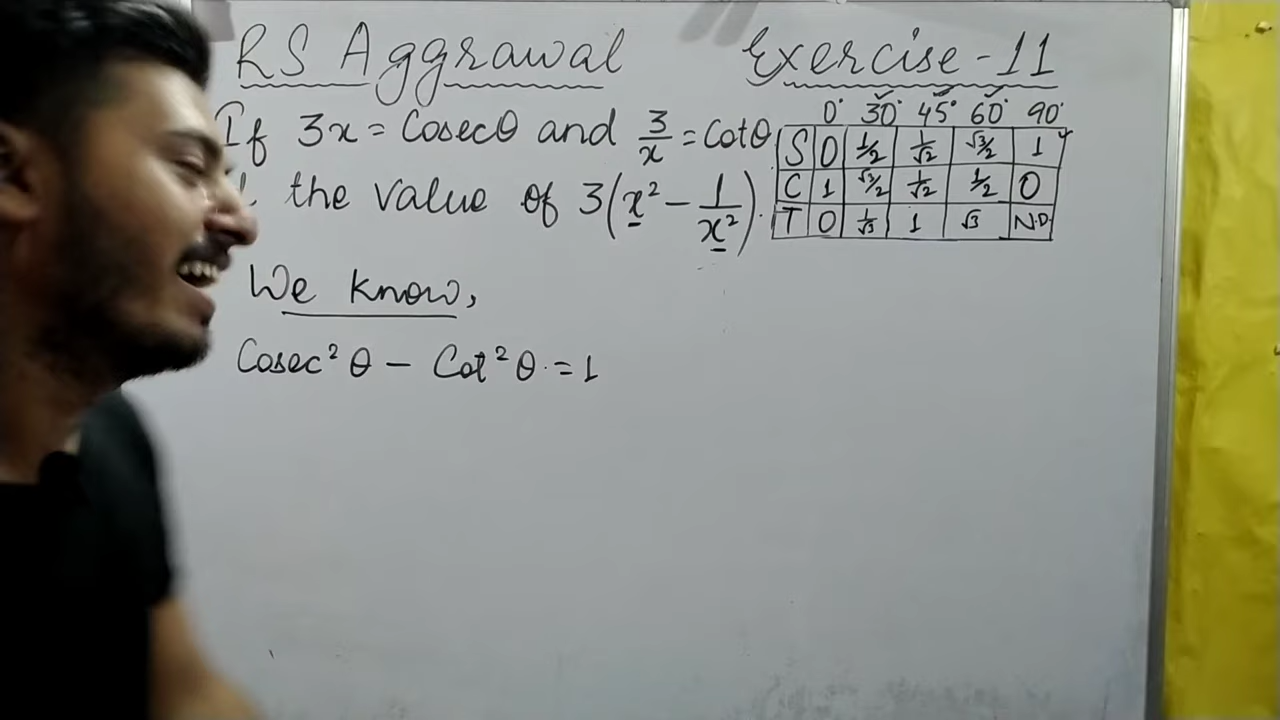 RS Aggrawal Exercise-11
If 3x = Cosecθ and 3/x = Cotθ
the value of 3(x² - 1/x²).
0° 30° 45° 60° 90°
S 0 1/2 1/√2 √3/2 1
C 1 √3/2 1/√2 1/2 0
T 0 1/√3 1 √3 N.D.
We know,
Cosec²θ - Cot²θ = 1